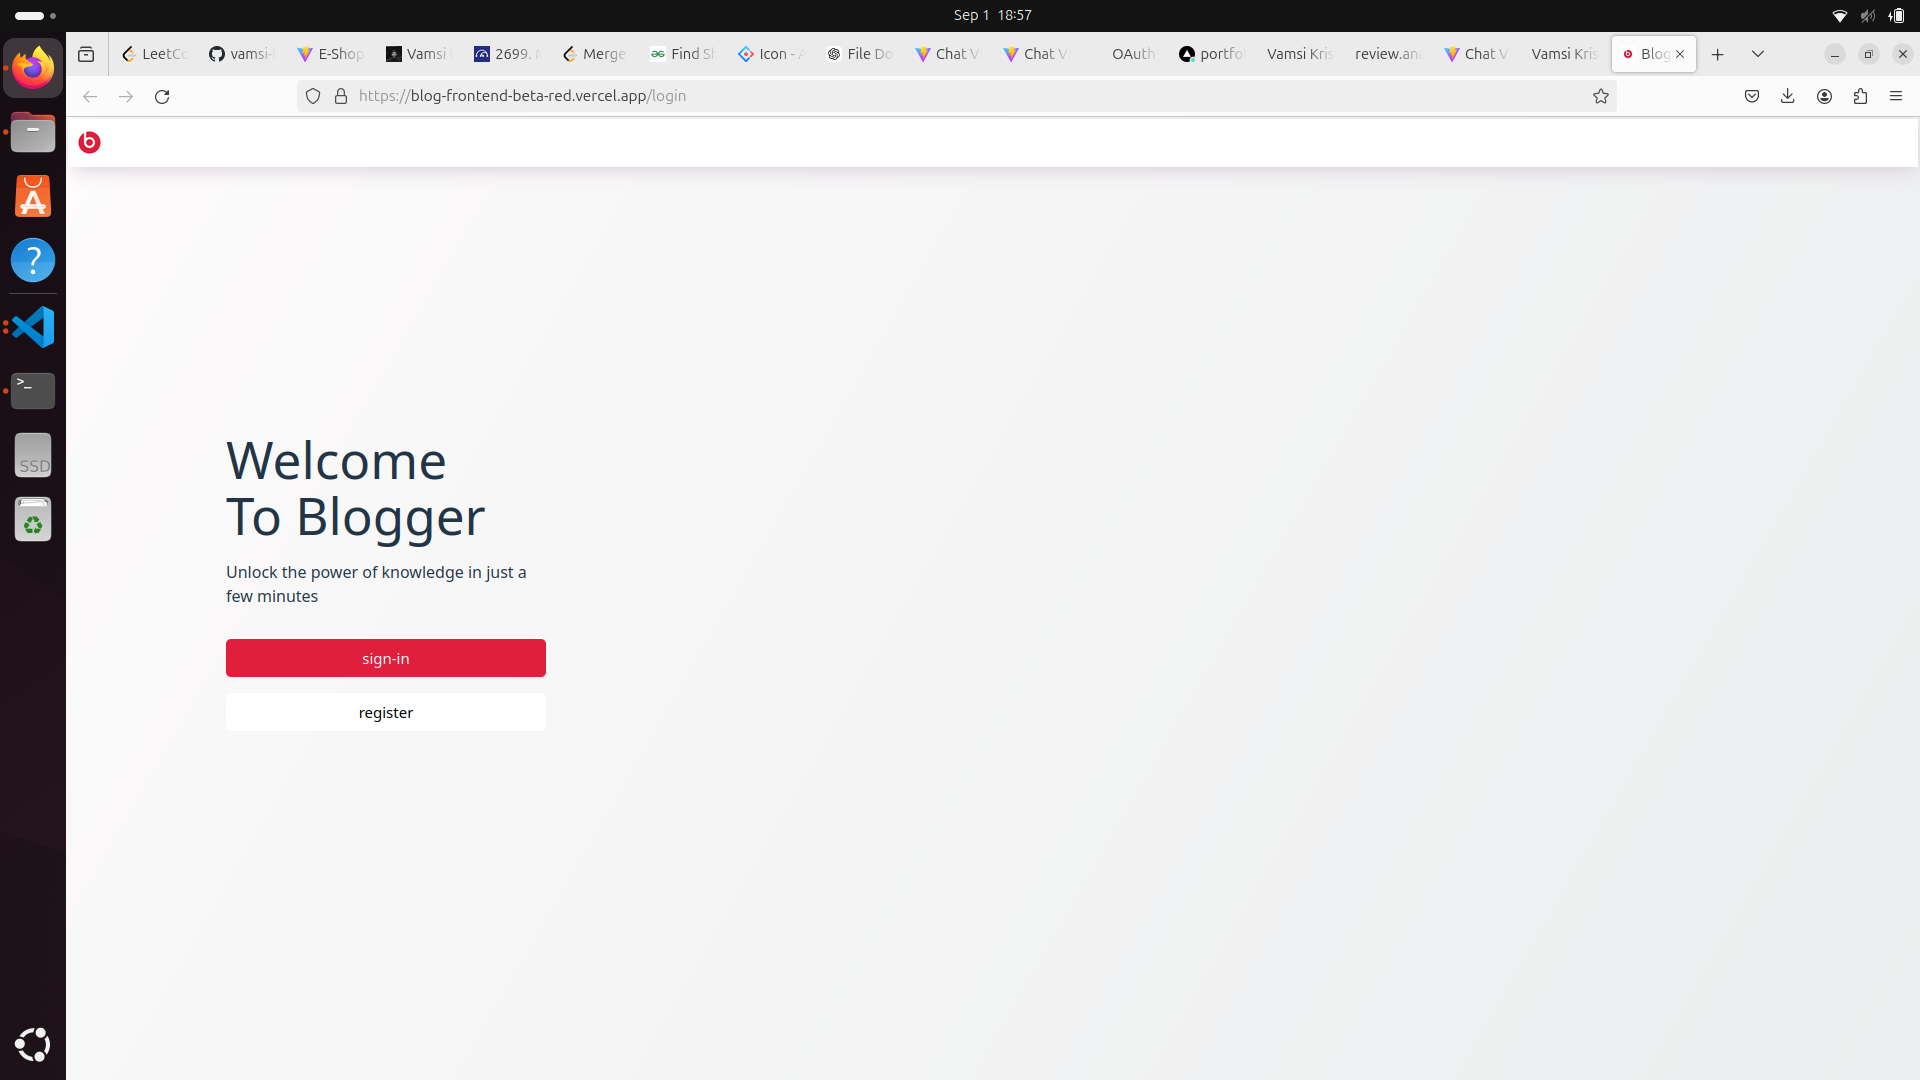 Sep 1 18:57
LeetCo
vamsi-
E-Shop
Vamsi
2699.
Merge
Find Sh
Icon - A
File Do
Chat V
Chat V
OAuth
portfo
Vamsi Kris
review.ana
Chat V
Vamsi Kris
Blog
https://blog-frontend-beta-red.vercel.app/login
b
Welcome
To Blogger
Unlock the power of knowledge in just a
few minutes
sign-in
register
SSD